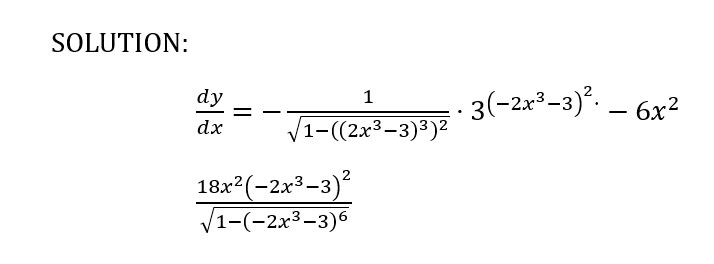 SOLUTION:
dy/dx = − 1/√(1−((2x³−3)³)²) · 3^(−2x³−3)²· − 6x²
18x²(−2x³−3)²/√(1−(−2x³−3)⁶)